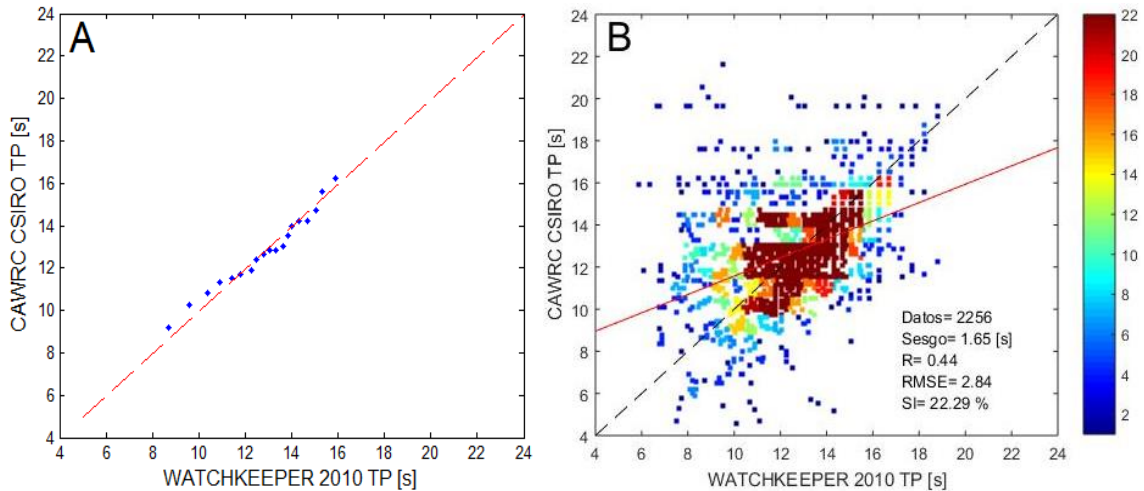 A
CAWRC CSIRO TP [s]
24
22
20
18
16
14
12
10
8
6
4
4 6 8 10 12 14 16 18 20 22 24
WATCHKEEPER 2010 TP [s]
B
CAWRC CSIRO TP [s]
24
22
20
18
16
14
12
10
8
6
4
Datos= 2256
Sesgo= 1.65 [s]
R= 0.44
RMSE= 2.84
SI= 22.29 %
4 6 8 10 12 14 16 18 20 22 24
WATCHKEEPER 2010 TP [s]
22
20
18
16
14
12
10
8
6
4
2